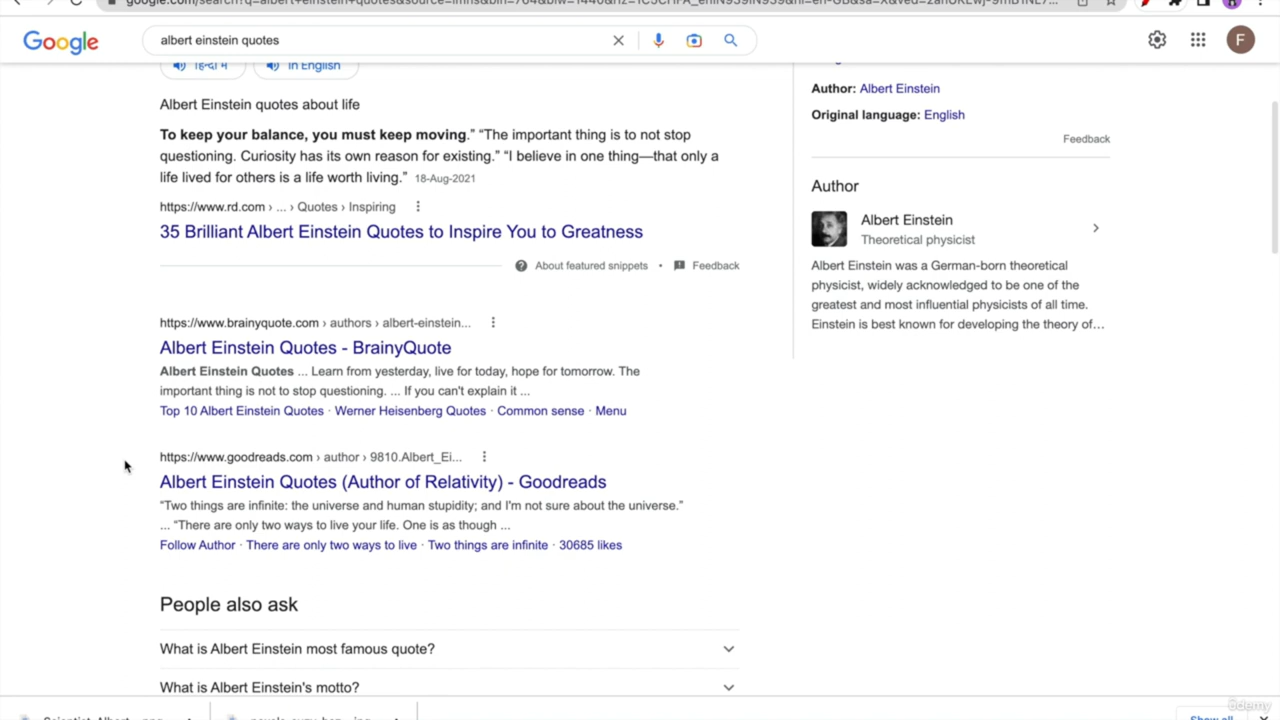 Google
albert einstein quotes
F
In English
Albert Einstein quotes about life
To keep your balance, you must keep moving.” “The important thing is to not stop
questioning. Curiosity has its own reason for existing.” “I believe in one thing—that only a
life lived for others is a life worth living.” 18-Aug-2021
https://www.rd.com › ... › Quotes › Inspiring
35 Brilliant Albert Einstein Quotes to Inspire You to Greatness
About featured snippets • Feedback
https://www.brainyquote.com › authors › albert-einstein...
Albert Einstein Quotes - BrainyQuote
Albert Einstein Quotes ... Learn from yesterday, live for today, hope for tomorrow. The
important thing is not to stop questioning. ... If you can't explain it ...
Top 10 Albert Einstein Quotes · Werner Heisenberg Quotes · Common sense · Menu
https://www.goodreads.com › author › 9810.Albert_Ei...
Albert Einstein Quotes (Author of Relativity) - Goodreads
“Two things are infinite: the universe and human stupidity; and I'm not sure about the universe.”
... “There are only two ways to live your life. One is as though ...
Follow Author · There are only two ways to live · Two things are infinite · 30685 likes
People also ask
What is Albert Einstein most famous quote?
What is Albert Einstein's motto?
Author: Albert Einstein
Original language: English
Feedback
Author
Albert Einstein
Theoretical physicist
Albert Einstein was a German-born theoretical
physicist, widely acknowledged to be one of the
greatest and most influential physicists of all time.
Einstein is best known for developing the theory of...
Show all
ûdemy